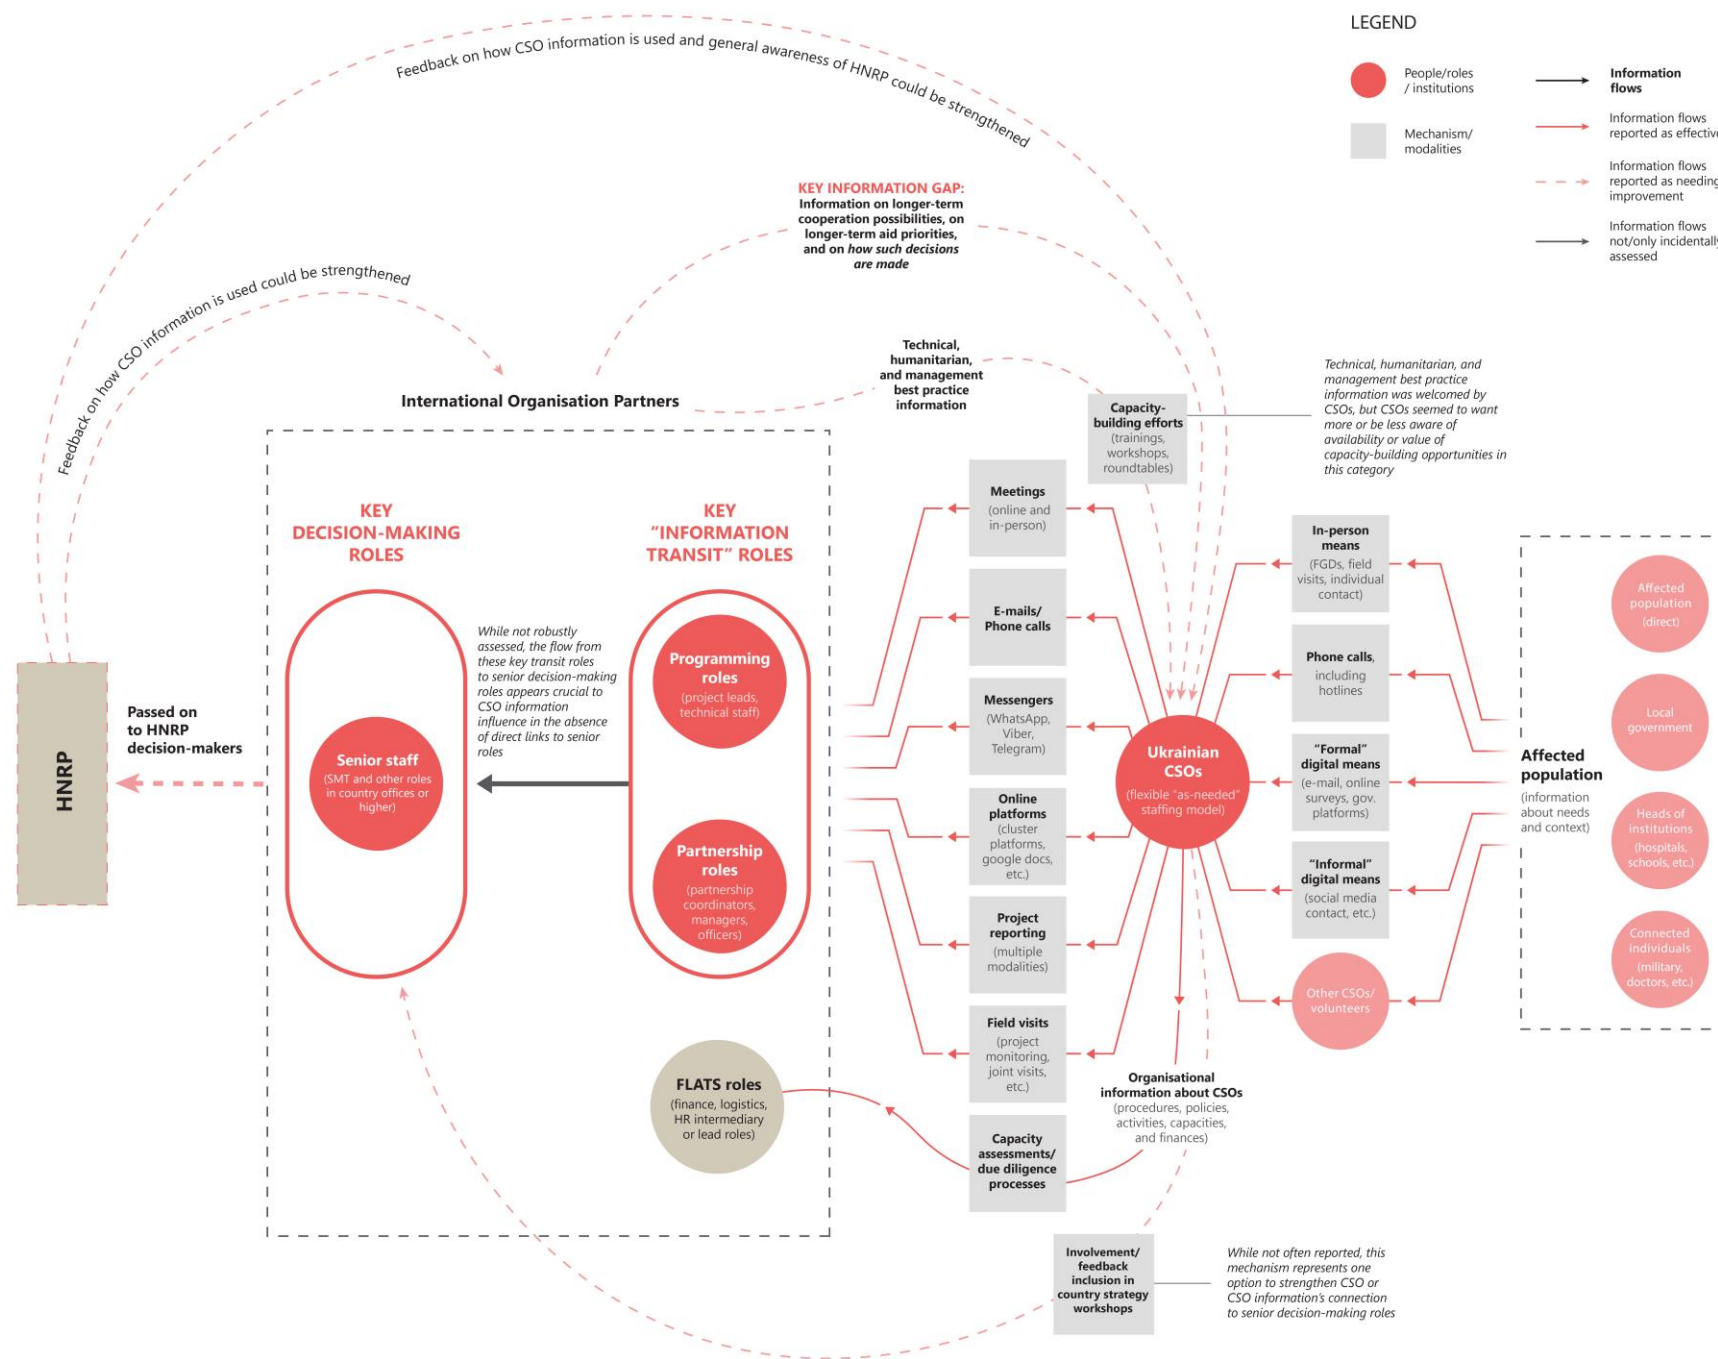 LEGEND
People/roles
/ institutions
Mechanism/
modalities
Information
flows
Information flows
reported as effective
Information flows
reported as needing
improvement
Information flows
not/only incidentally
assessed
Feedback on how CSO information is used and general awareness of HNRP could be strengthened
Feedback on how CSO information is used could be strengthened
KEY INFORMATION GAP:
Information on longer-term
cooperation possibilities, on
longer-term aid priorities,
and on how such decisions
are made
Technical,
humanitarian,
and management
best practice
information
International Organisation Partners
Capacity-
building efforts
(trainings,
workshops,
roundtables)
Technical, humanitarian, and
management best practice
information was welcomed by
CSOs, but CSOs seemed to want
more or be less aware of
availability or value of
capacity-building opportunities in
this category
KEY
DECISION-MAKING
ROLES
KEY
"INFORMATION
TRANSIT" ROLES
HNRP
Passed on
to HNRP
decision-makers
Senior staff
(SMT and other roles
in country offices or
higher)
While not robustly
assessed, the flow from
these key transit roles
to senior decision-making
roles appears crucial to
CSO information
influence in the absence
of direct links to senior
roles
Programming
roles
(project leads,
technical staff)
Partnership
roles
(partnership
coordinators,
managers,
officers)
FLATS roles
(finance, logistics,
HR intermediary
or lead roles)
Meetings
(online and
in-person)
E-mails/
Phone calls
Messengers
(WhatsApp,
Viber,
Telegram)
Online
platforms
(cluster
platforms,
google docs,
etc.)
Project
reporting
(multiple
modalities)
Field visits
(project
monitoring,
joint visits,
etc.)
Capacity
assessments/
due diligence
processes
Ukrainian
CSOs
(flexible "as-needed"
staffing model)
Organisational
information about CSOs
(procedures, policies,
activities, capacities,
and finances)
Involvement/
feedback
inclusion in
country strategy
workshops
While not often reported, this
mechanism represents one
option to strengthen CSO or
CSO information's connection
to senior decision-making roles
In-person
means
(FGDs, field
visits, individual
contact)
Phone calls,
including
hotlines
"Formal"
digital means
(e-mail, online
surveys, gov.
platforms)
"Informal"
digital means
(social media
contact, etc.)
Other CSOs/
volunteers
Affected
population
(information
about needs
and context)
Affected
population
(direct)
Local
government
Heads of
institutions
(hospitals,
schools, etc.)
Connected
individuals
(military,
doctors, etc.)